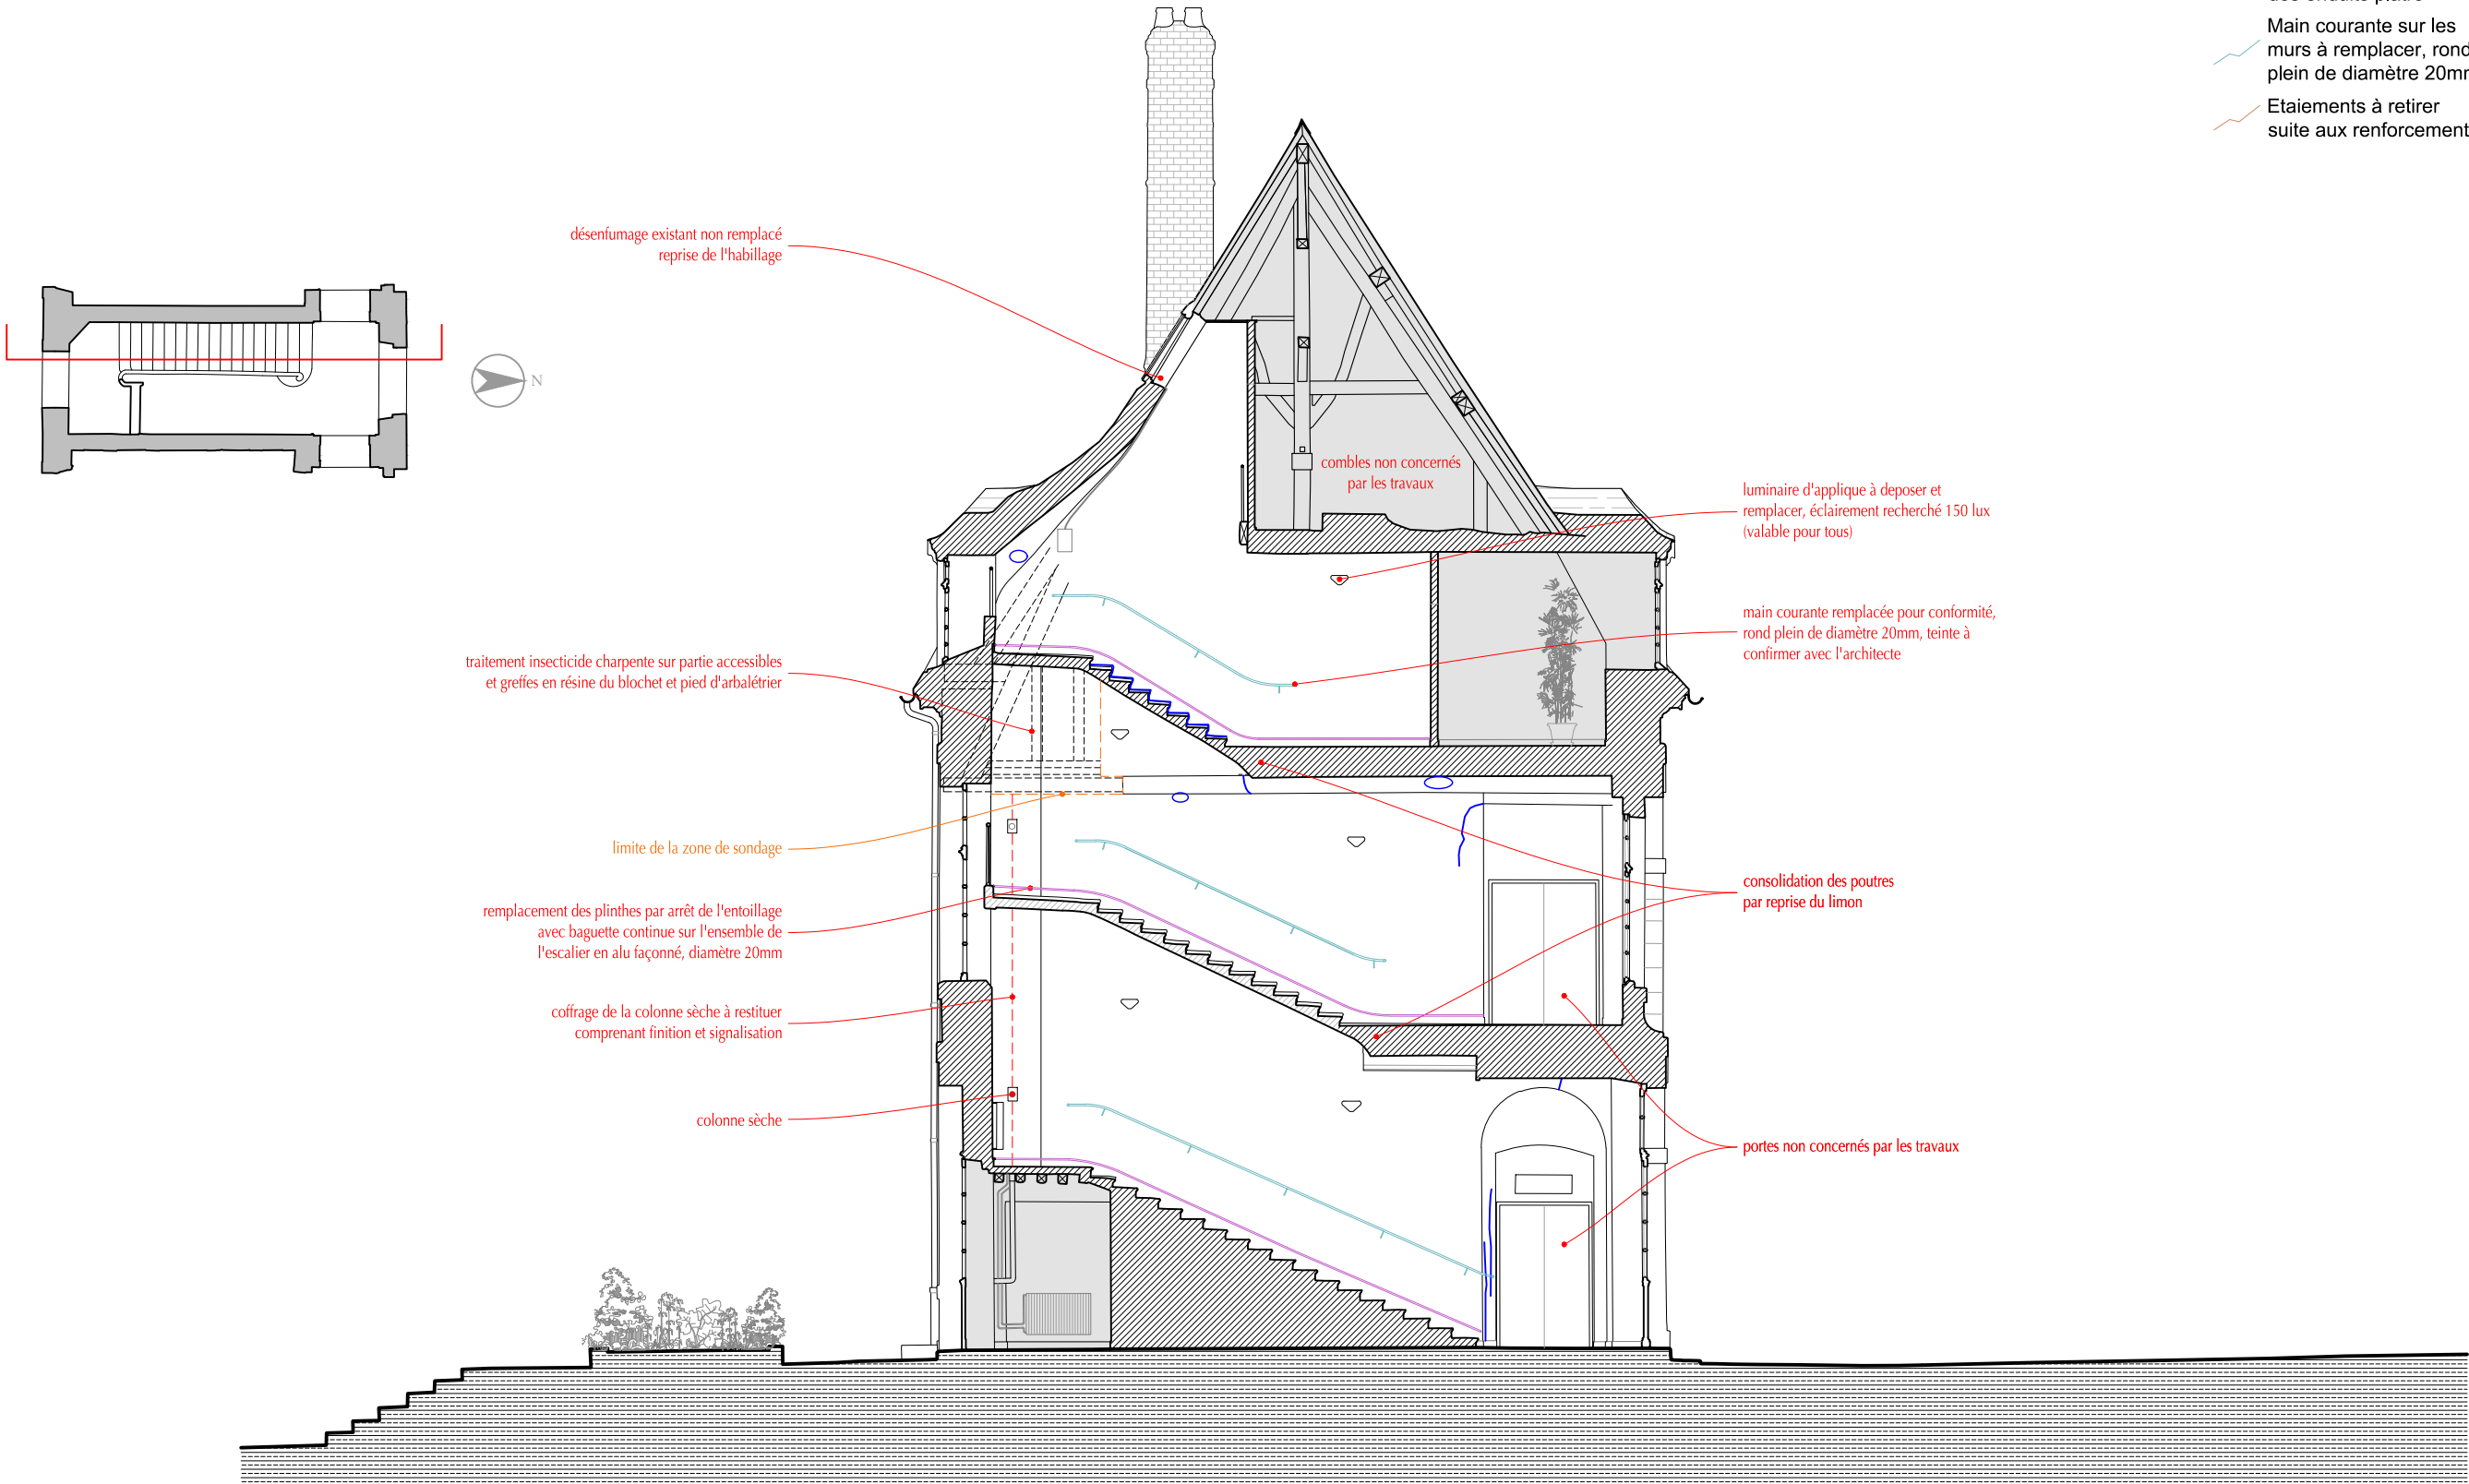 des enduits plâtre
Main courante sur les
murs à remplacer, rond
plein de diamètre 20mm
Etaiements à retirer
suite aux renforcement
désenfumage existant non remplacé
reprise de l'habillage
N
combles non concernés
par les travaux
luminaire d'applique à deposer et
remplacer, éclairement recherché 150 lux
(valable pour tous)
main courante remplacée pour conformité,
rond plein de diamètre 20mm, teinte à
confirmer avec l'architecte
traitement insecticide charpente sur partie accessibles
et greffes en résine du blochet et pied d'arbalétrier
limite de la zone de sondage
consolidation des poutres
par reprise du limon
remplacement des plinthes par arrêt de l'entoillage
avec baguette continue sur l'ensemble de
l'escalier en alu façonné, diamètre 20mm
coffrage de la colonne sèche à restituer
comprenant finition et signalisation
colonne sèche
portes non concernés par les travaux